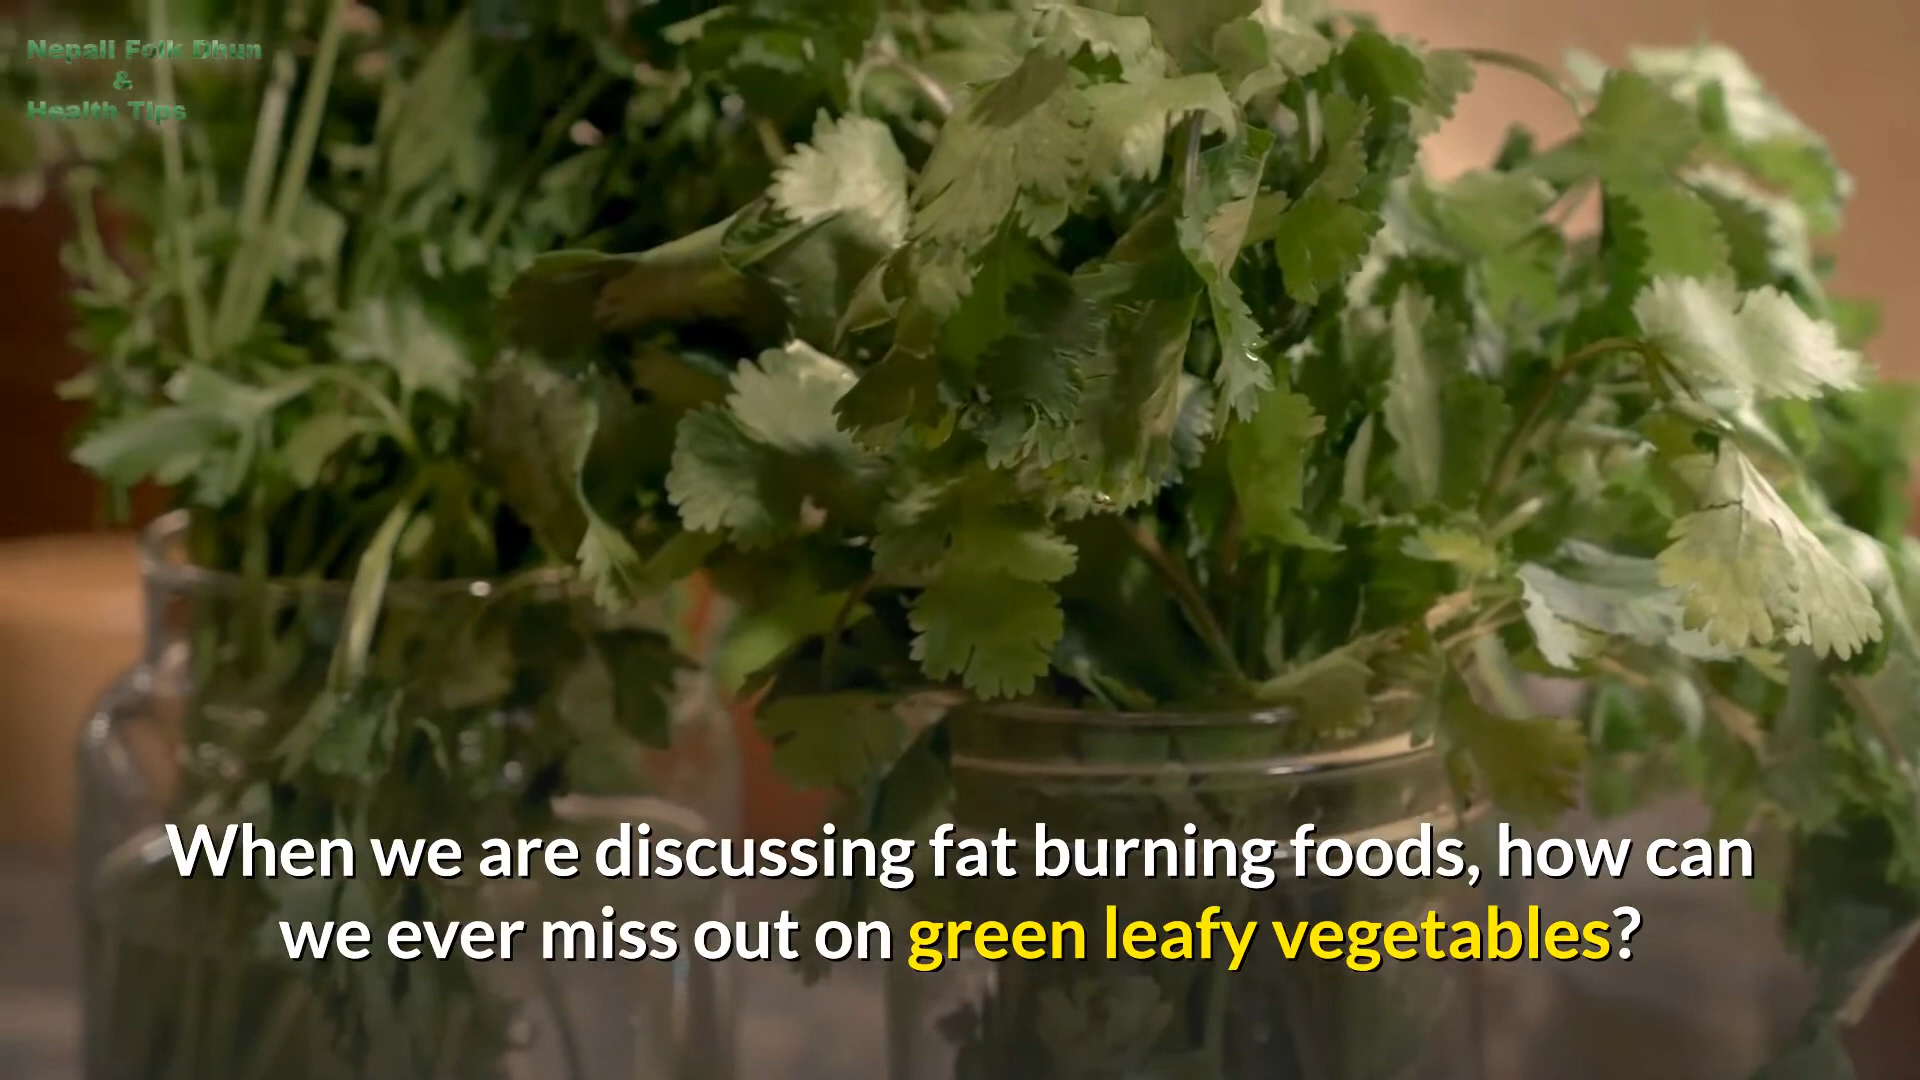 Nepali Folk Dhun
&
Health Tips
When we are discussing fat burning foods, how can
we ever miss out on green leafy vegetables?